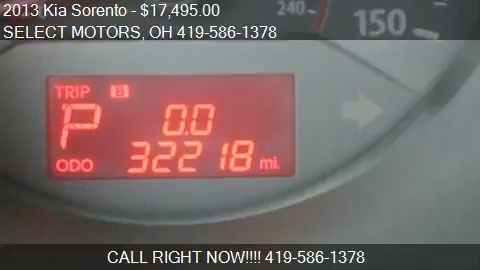 2013 Kia Sorento - $17,495.00
SELECT MOTORS, OH 419-586-1378
240
150
TRIP B
P 0.0
ODO 32218 mi.
CALL RIGHT NOW!!!! 419-586-1378